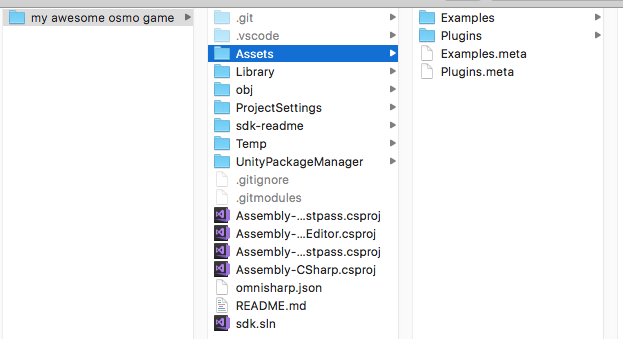 my awesome osmo game
.git
.vscode
Assets
Library
obj
ProjectSettings
sdk-readme
Temp
UnityPackageManager
.gitignore
.gitmodules
Assembly-...stpass.csproj
Assembly-...Editor.csproj
Assembly-...stpass.csproj
Assembly-CSharp.csproj
omnisharp.json
README.md
sdk.sln
Examples
Plugins
Examples.meta
Plugins.meta